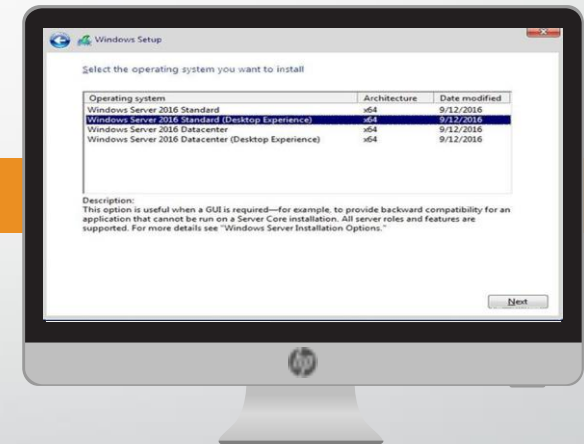 Windows Setup
Select the operating system you want to install
Operating system Architecture Date modified
Windows Server 2016 Standard x64 9/12/2016
Windows Server 2016 Standard (Desktop Experience) x64 9/12/2016
Windows Server 2016 Datacenter x64 9/12/2016
Windows Server 2016 Datacenter (Desktop Experience) x64 9/12/2016
Description:
This option is useful when a GUI is required—for example, to provide backward compatibility for an
application that cannot be run on a Server Core installation. All server roles and features are
supported. For more details see "Windows Server Installation Options."
Next
hp